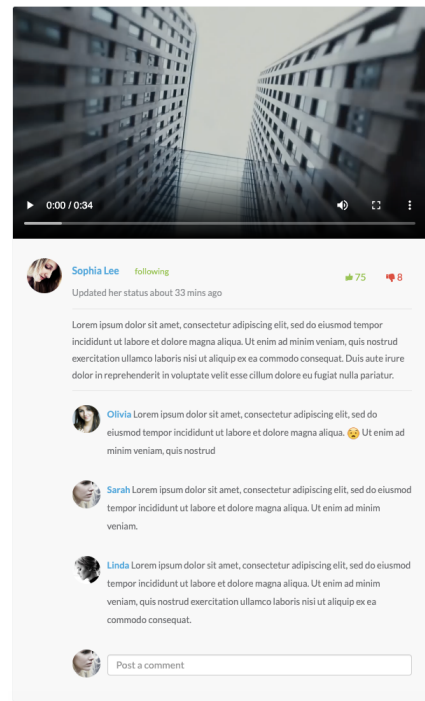 0:00 / 0:34
Sophia Lee following 75 8
Updated her status about 33 mins ago
Lorem ipsum dolor sit amet, consectetur adipiscing elit, sed do eiusmod tempor
incididunt ut labore et dolore magna aliqua. Ut enim ad minim veniam, quis nostrud
exercitation ullamco laboris nisi ut aliquip ex ea commodo consequat. Duis aute irure
dolor in reprehenderit in voluptate velit esse cillum dolore eu fugiat nulla pariatur.
Olivia Lorem ipsum dolor sit amet, consectetur adipiscing elit, sed do
eiusmod tempor incididunt ut labore et dolore magna aliqua. 😧 Ut enim ad
minim veniam, quis nostrud
Sarah Lorem ipsum dolor sit amet, consectetur adipiscing elit, sed do eiusmod
tempor incididunt ut labore et dolore magna aliqua. Ut enim ad minim
veniam.
Linda Lorem ipsum dolor sit amet, consectetur adipiscing elit, sed do eiusmod
tempor incididunt ut labore et dolore magna aliqua. Ut enim ad minim
veniam, quis nostrud exercitation ullamco laboris nisi ut aliquip ex ea
commodo consequat.
Post a comment